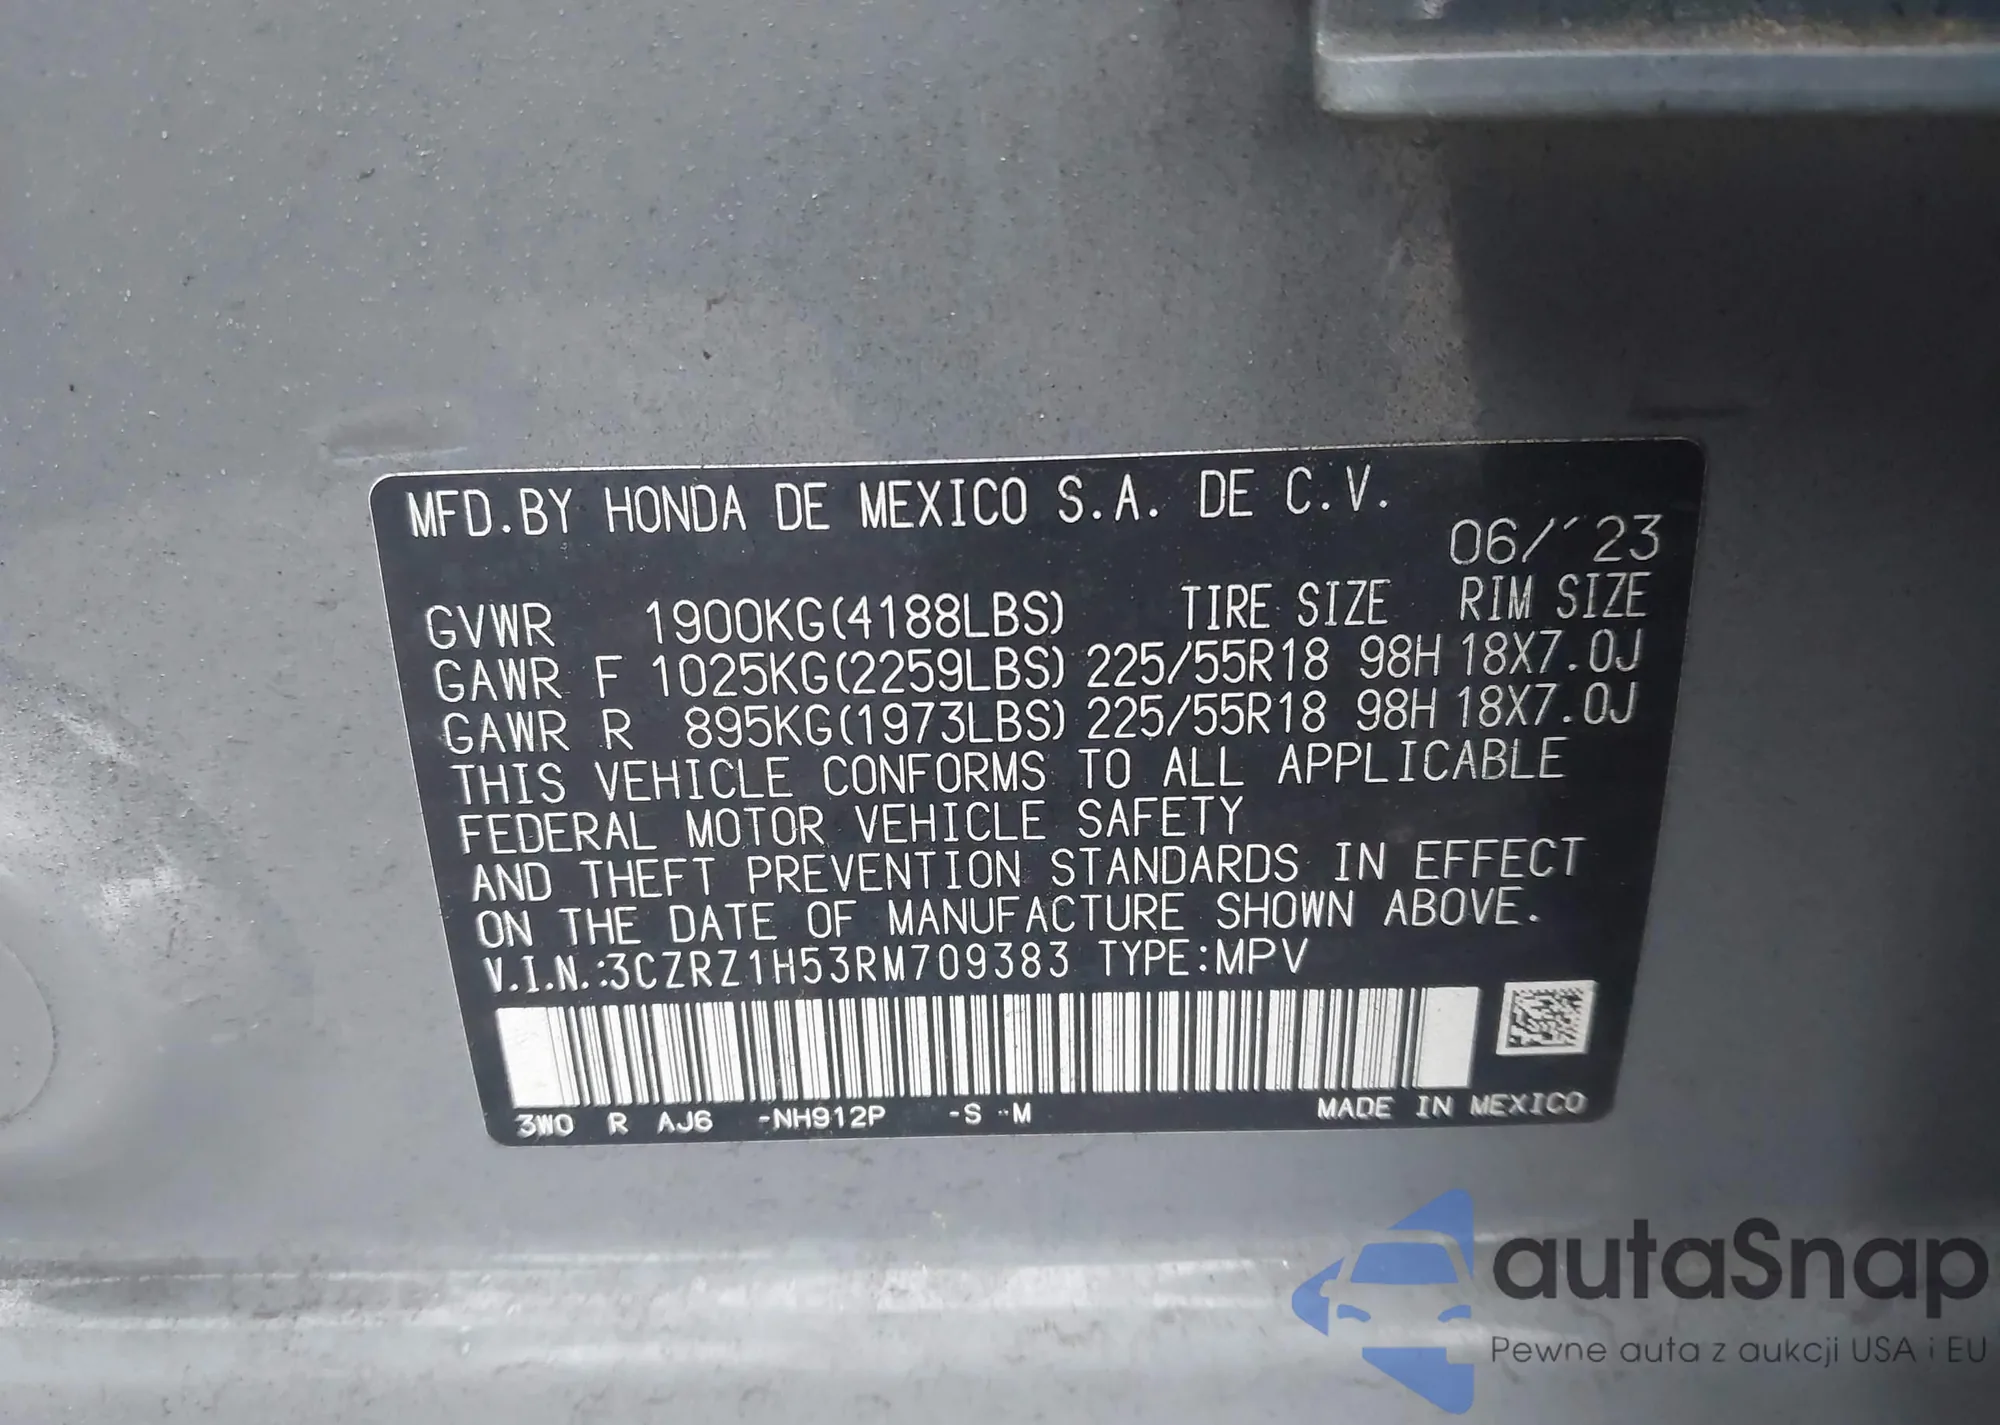 MFD.BY HONDA DE MEXICO S.A. DE C.V.
06/´23
GVWR 1900KG(4188LBS) TIRE SIZE RIM SIZE
GAWR F 1025KG(2259LBS) 225/55R18 98H 18X7.0J
GAWR R 895KG(1973LBS) 225/55R18 98H 18X7.0J
THIS VEHICLE CONFORMS TO ALL APPLICABLE
FEDERAL MOTOR VEHICLE SAFETY
AND THEFT PREVENTION STANDARDS IN EFFECT
ON THE DATE OF MANUFACTURE SHOWN ABOVE.
V.I.N.:3CZRZ1H53RM709383 TYPE:MPV
3W0 R AJ6 -NH912P -S -M MADE IN MEXICO
autaSnap
Pewne auta z aukcji USA i EU